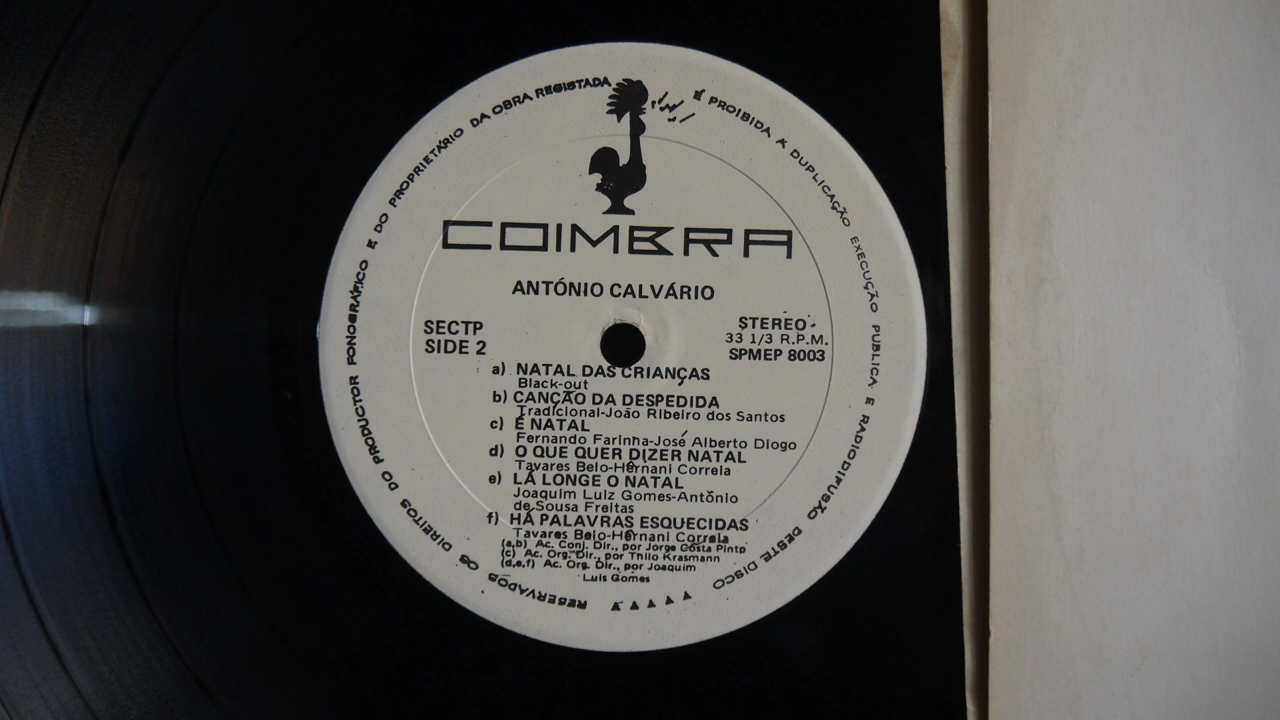 RESERVADOS OS DIREITOS DO PRODUCTOR FONOGRÁFICO E DO PROPRIETÁRIO DA OBRA REGISTADA
É PROIBIDA A DUPLICAÇÃO EXECUÇÃO PUBLICA E RADIODIFUSÃO DESTE DISCO
COIMBRA
ANTÓNIO CALVÁRIO
SECTP
SIDE 2
STEREO
33 1/3 R.P.M.
SPMEP 8003
a) NATAL DAS CRIANÇAS
Black-out
b) CANÇÃO DA DESPEDIDA
Tradicional-João Ribeiro dos Santos
c) É NATAL
Fernando Farinha-José Alberto Diogo
d) O QUE QUER DIZER NATAL
Tavares Belo-Hêrnani Correia
e) LÁ LONGE O NATAL
Joaquim Luiz Gomes-Antõnio
de Sousa Freitas
f) HÁ PALAVRAS ESQUECIDAS
Tavares Belo-Hêrnani Correia
(a,b) Ac. Conj. Dir., por Jorge Costa Pinto
(c) Ac. Org. Dir., por Thilo Krasmann
(d,e,f) Ac. Org. Dir., por Joaquim
Luis Gomes